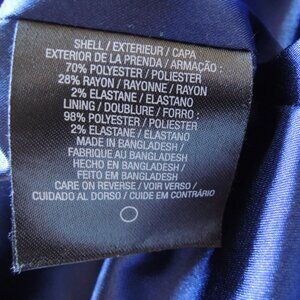 SHELL / EXTERIEUR / CAPA
EXTERIOR DE LA PRENDA / ARMAÇÃO :
70% POLYESTER / POLIESTER
28% RAYON / RAYONNE / RAYON
2% ELASTANE / ELASTANO
LINING / DOUBLURE / FORRO :
98% POLYESTER / POLIESTER
2% ELASTANE / ELASTANO
MADE IN BANGLADESH /
FABRIQUE AU BANGLADESH
HECHO EN BANGLADESH /
FEITO EM BANGLADESH
CARE ON REVERSE / VOIR VERSO /
CUIDADO AL DORSO / CUIDE EM CONTRÁRIO